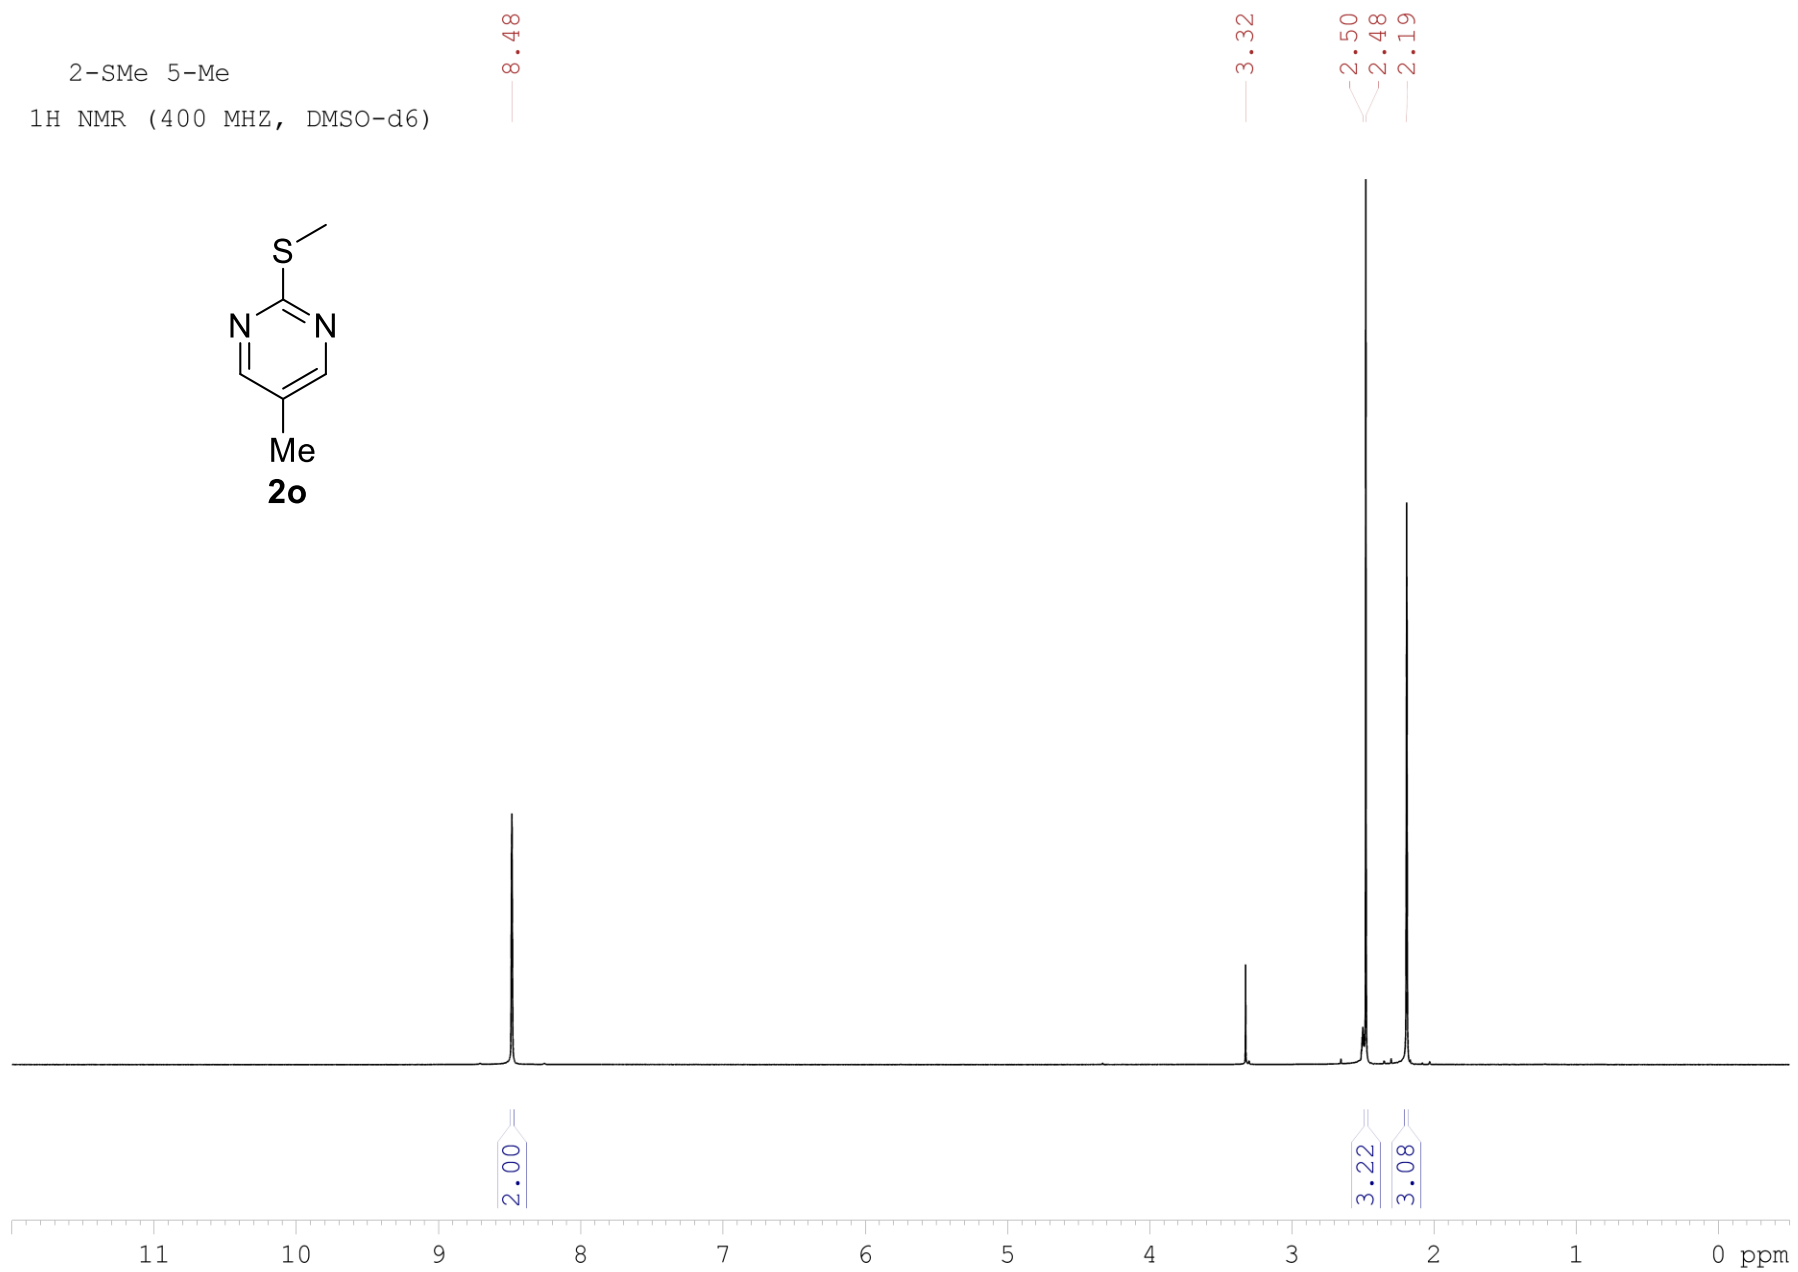 8.48
3.32
2.50
2.48
2.19
2-SMe 5-Me
1H NMR (400 MHZ, DMSO-d6)
S
N N
Me
2o
2.00
3.22
3.08
11 10 9 8 7 6 5 4 3 2 1 0 ppm